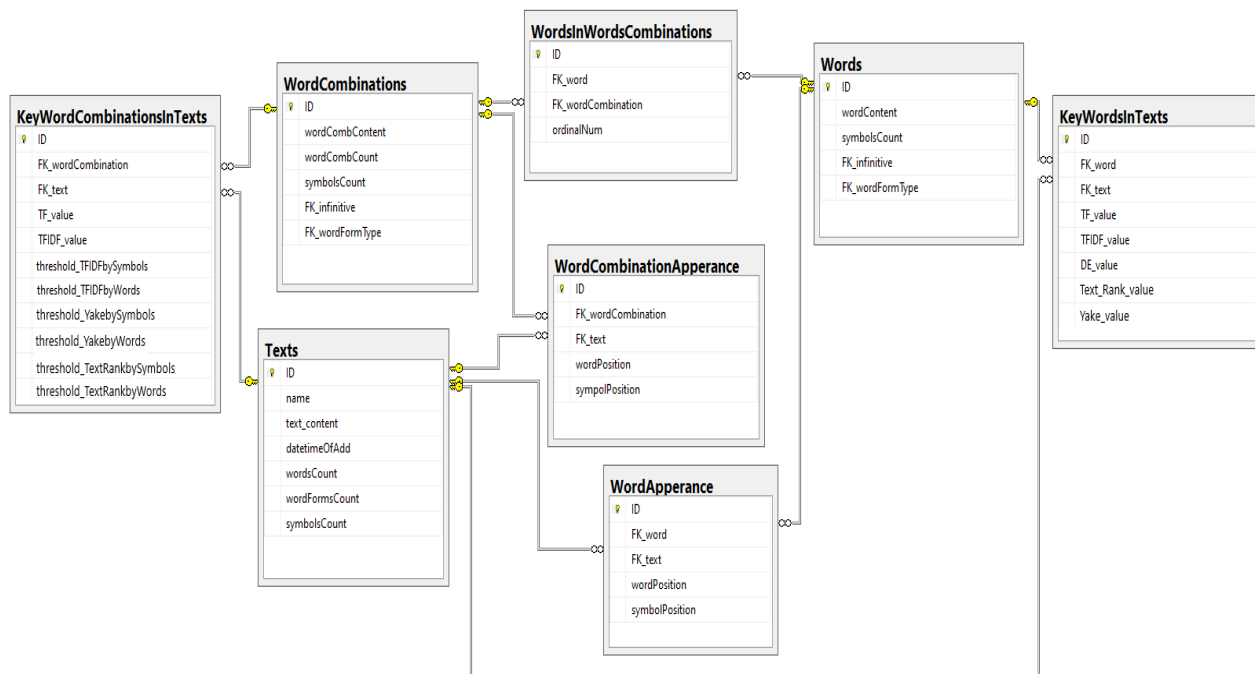 KeyWordCombinationsInTexts
ID
FK_wordCombination
FK_text
TF_value
TFIDF_value
threshold_TFIDFbySymbols
threshold_TFIDFbyWords
threshold_YakebySymbols
threshold_YakebyWords
threshold_TextRankbySymbols
threshold_TextRankbyWords
WordCombinations
ID
wordCombContent
wordCombCount
symbolsCount
FK_infinitive
FK_wordFormType
Texts
ID
name
text_content
datetimeOfAdd
wordsCount
wordFormsCount
symbolsCount
WordsInWordsCombinations
ID
FK_word
FK_wordCombination
ordinalNum
WordCombinationApperance
ID
FK_wordCombination
FK_text
wordPosition
sympolPosition
WordApperance
ID
FK_word
FK_text
wordPosition
symbolPosition
Words
ID
wordContent
symbolsCount
FK_infinitive
FK_wordFormType
KeyWordsInTexts
ID
FK_word
FK_text
TF_value
TFIDF_value
DE_value
Text_Rank_value
Yake_value